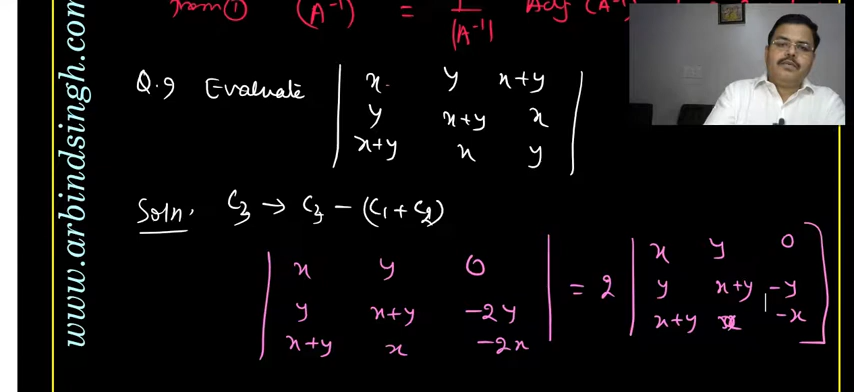 from ① (A⁻¹) = 1/|A⁻¹| Adj (A⁻¹)
Q.9 Evaluate | x y x+y |
| y x+y x |
| x+y x y |
Soln. C₃ → C₃ − (C₁ + C₂)
| x y 0 | = 2 | x y 0 |
| y x+y −2y | | y x+y −y |
| x+y x −2x | | x+y x −x |
www.arbindsingh.com